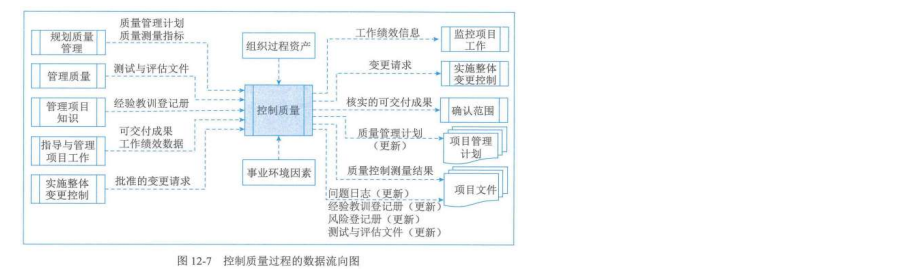 规划质量
管理
质量管理计划
质量测量指标
管理质量
测试与评估文件
管理项目
知识
经验教训登记册
指导与管理
项目工作
可交付成果
工作绩效数据
实施整体
变更控制
批准的变更请求
组织过程资产
控制质量
事业环境因素
工作绩效信息
监控项目
工作
变更请求
实施整体
变更控制
核实的可交付成果
确认范围
质量管理计划
（更新）
项目管理
计划
质量控制测量结果
项目文件
问题日志（更新）
经验教训登记册（更新）
风险登记册（更新）
测试与评估文件（更新）
图 12-7 控制质量过程的数据流向图